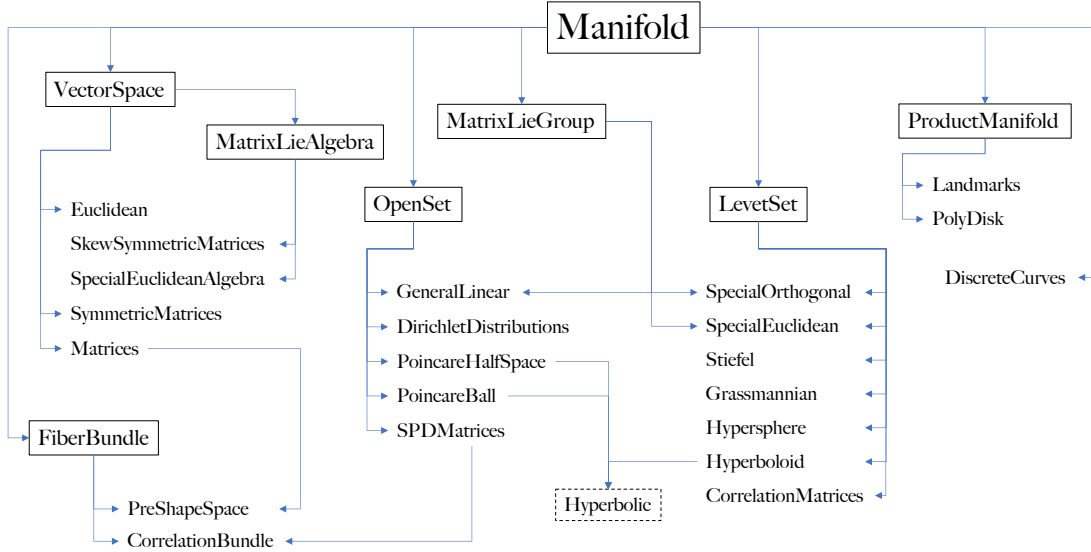 Manifold
VectorSpace
MatrixLieAlgebra
MatrixLieGroup
ProductManifold
Landmarks
PolyDisk
Euclidean
SkewSymmetricMatrices
SpecialEuclideanAlgebra
SymmetricMatrices
Matrices
OpenSet
LevetSet
DiscreteCurves
GeneralLinear
DirichletDistributions
PoincareHalfSpace
PoincareBall
SPDMatrices
SpecialOrthogonal
SpecialEuclidean
Stiefel
Grassmannian
Hypersphere
Hyperboloid
CorrelationMatrices
FiberBundle
Hyperbolic
PreShapeSpace
CorrelationBundle